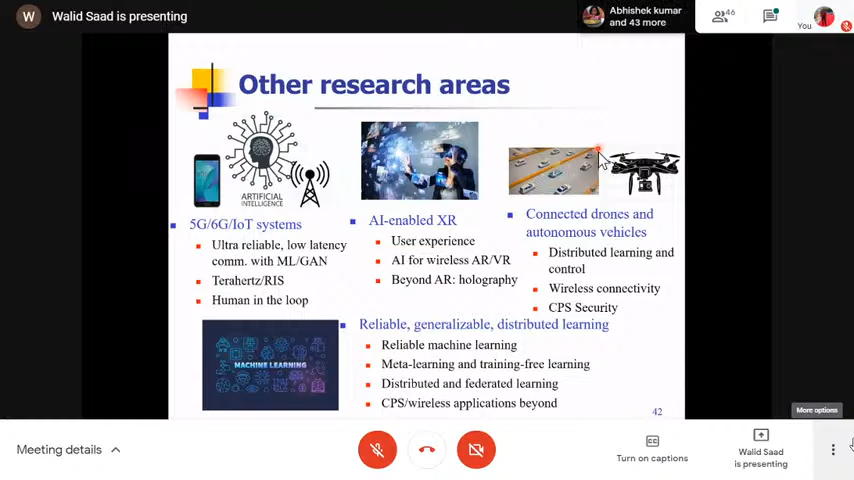 W
Walid Saad is presenting
Abhishek kumar
and 43 more
46
You
Other research areas
ARTIFICIAL
INTELLIGENCE
5G/6G/IoT systems
Ultra reliable, low latency
comm. with ML/GAN
Terahertz/RIS
Human in the loop
AI-enabled XR
User experience
AI for wireless AR/VR
Beyond AR: holography
Connected drones and
autonomous vehicles
Distributed learning and
control
Wireless connectivity
CPS Security
MACHINE LEARNING
Reliable, generalizable, distributed learning
Reliable machine learning
Meta-learning and training-free learning
Distributed and federated learning
CPS/wireless applications beyond
42
More options
Meeting details
CC
Turn on captions
Walid Saad
is presenting